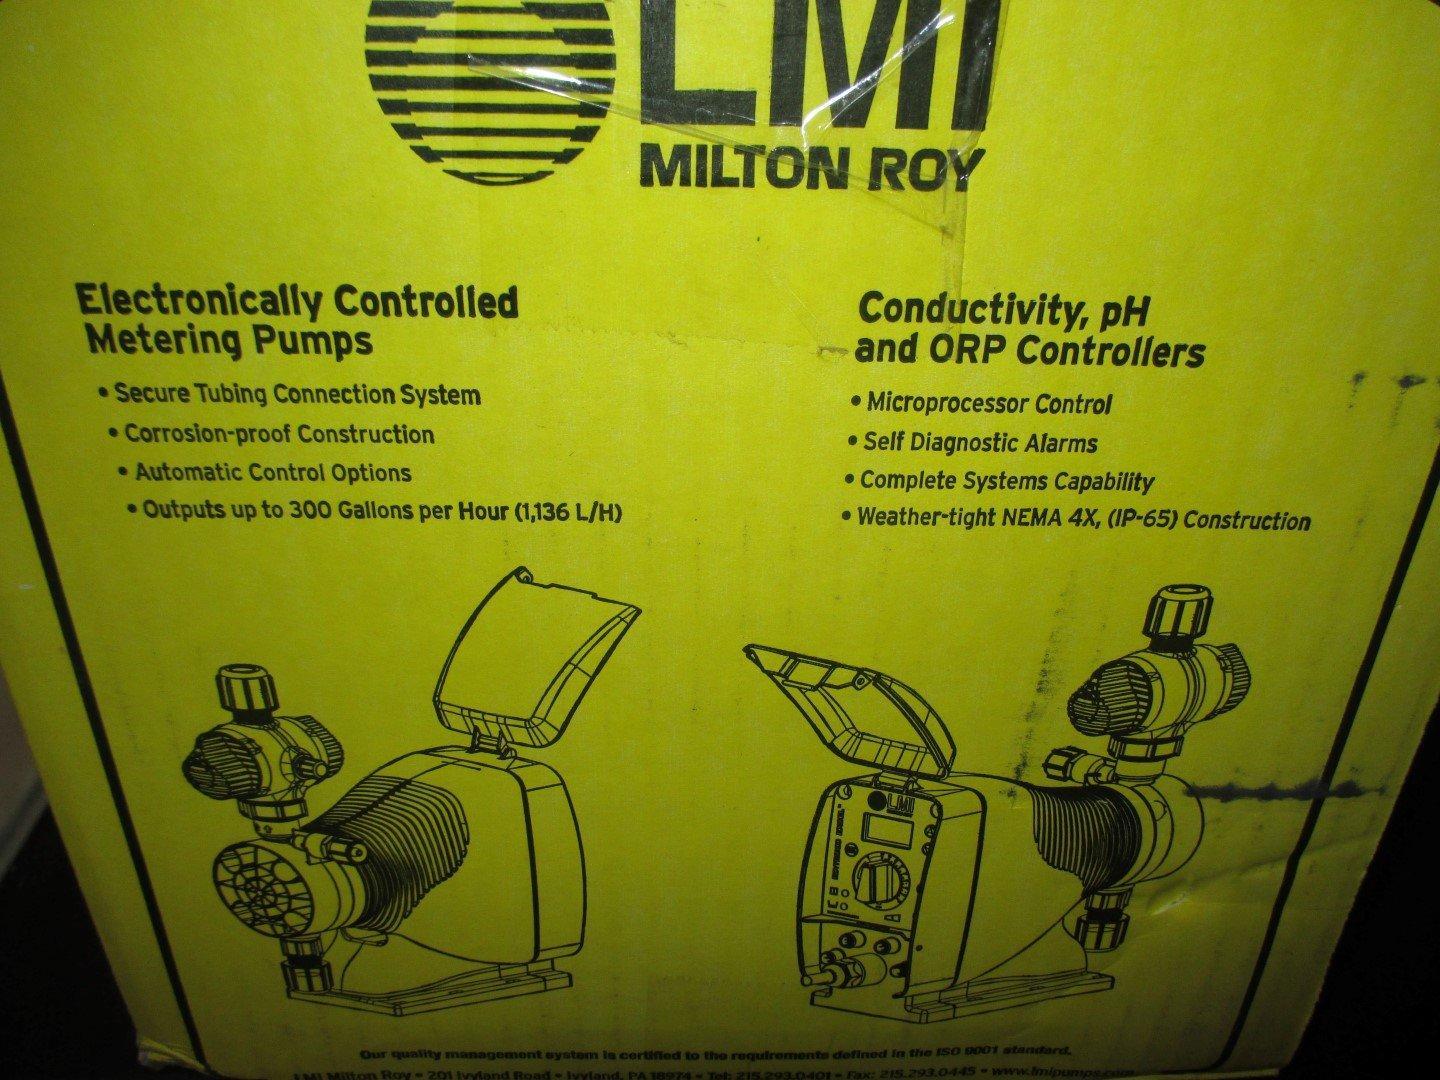 LMI
MILTON ROY
Electronically Controlled
Metering Pumps
• Secure Tubing Connection System
• Corrosion-proof Construction
• Automatic Control Options
• Outputs up to 300 Gallons per Hour (1,136 L/H)
Conductivity, pH
and ORP Controllers
• Microprocessor Control
• Self Diagnostic Alarms
• Complete Systems Capability
• Weather-tight NEMA 4X, (IP-65) Construction
LMI
Our quality management system is certified to the requirements defined in the ISO 9001 standard.
LMI Milton Roy • 201 Ivyland Road • Ivyland, PA 18974 • Tel: 215.293.0401 • Fax: 215.293.0445 • www.lmipumps.com